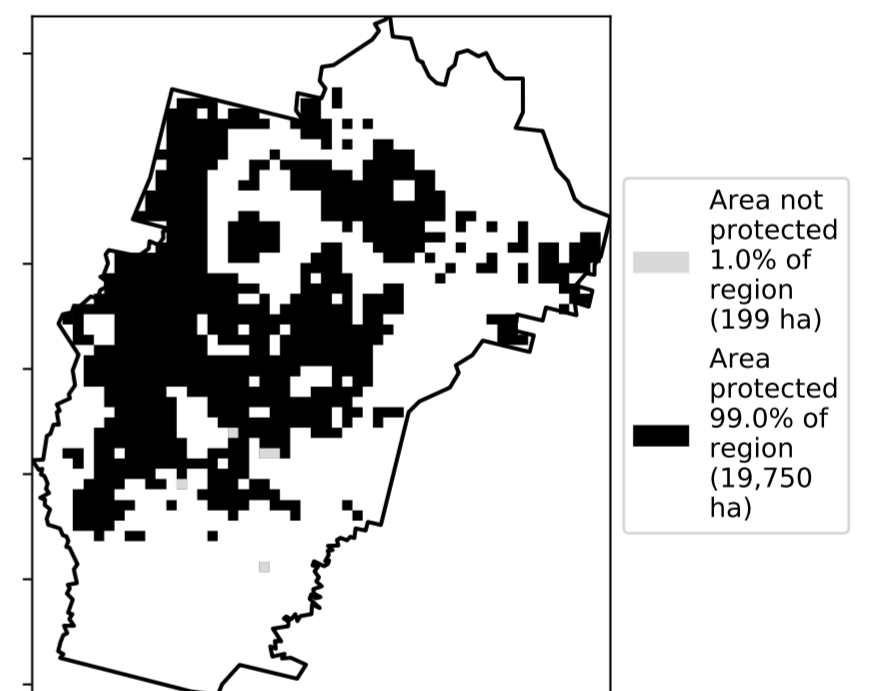 Area not
protected
1.0% of
region
(199 ha)
Area
protected
99.0% of
region
(19,750
ha)